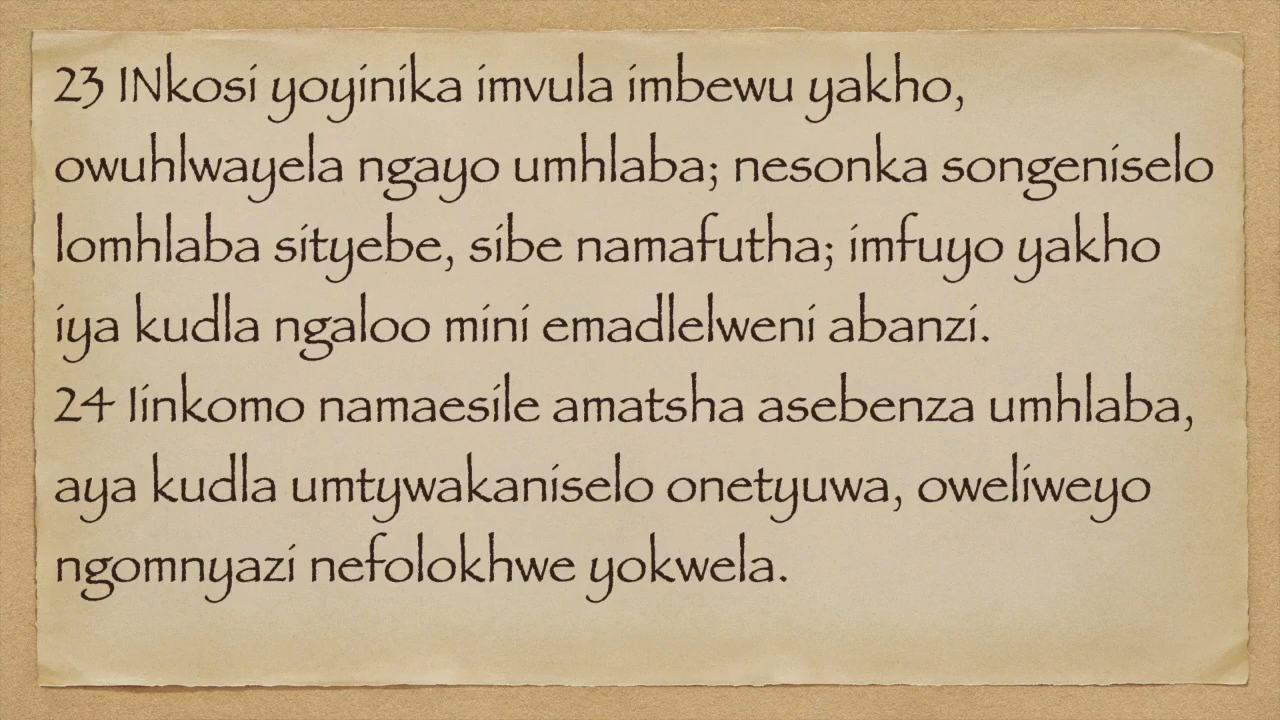 23 INkosi yoyinika imvula imbewu yakho,
owuhlwayela ngayo umhlaba; nesonka songeniselo
lomhlaba sityebe, sibe namafutha; imfuyo yakho
iya kudla ngaloo mini emadlelweni abanzi.
24 Iinkomo namaesile amatsha asebenza umhlaba,
aya kudla umtywakaniselo onetyuwa, oweliweyo
ngomnyazi nefolokhwe yokwela.